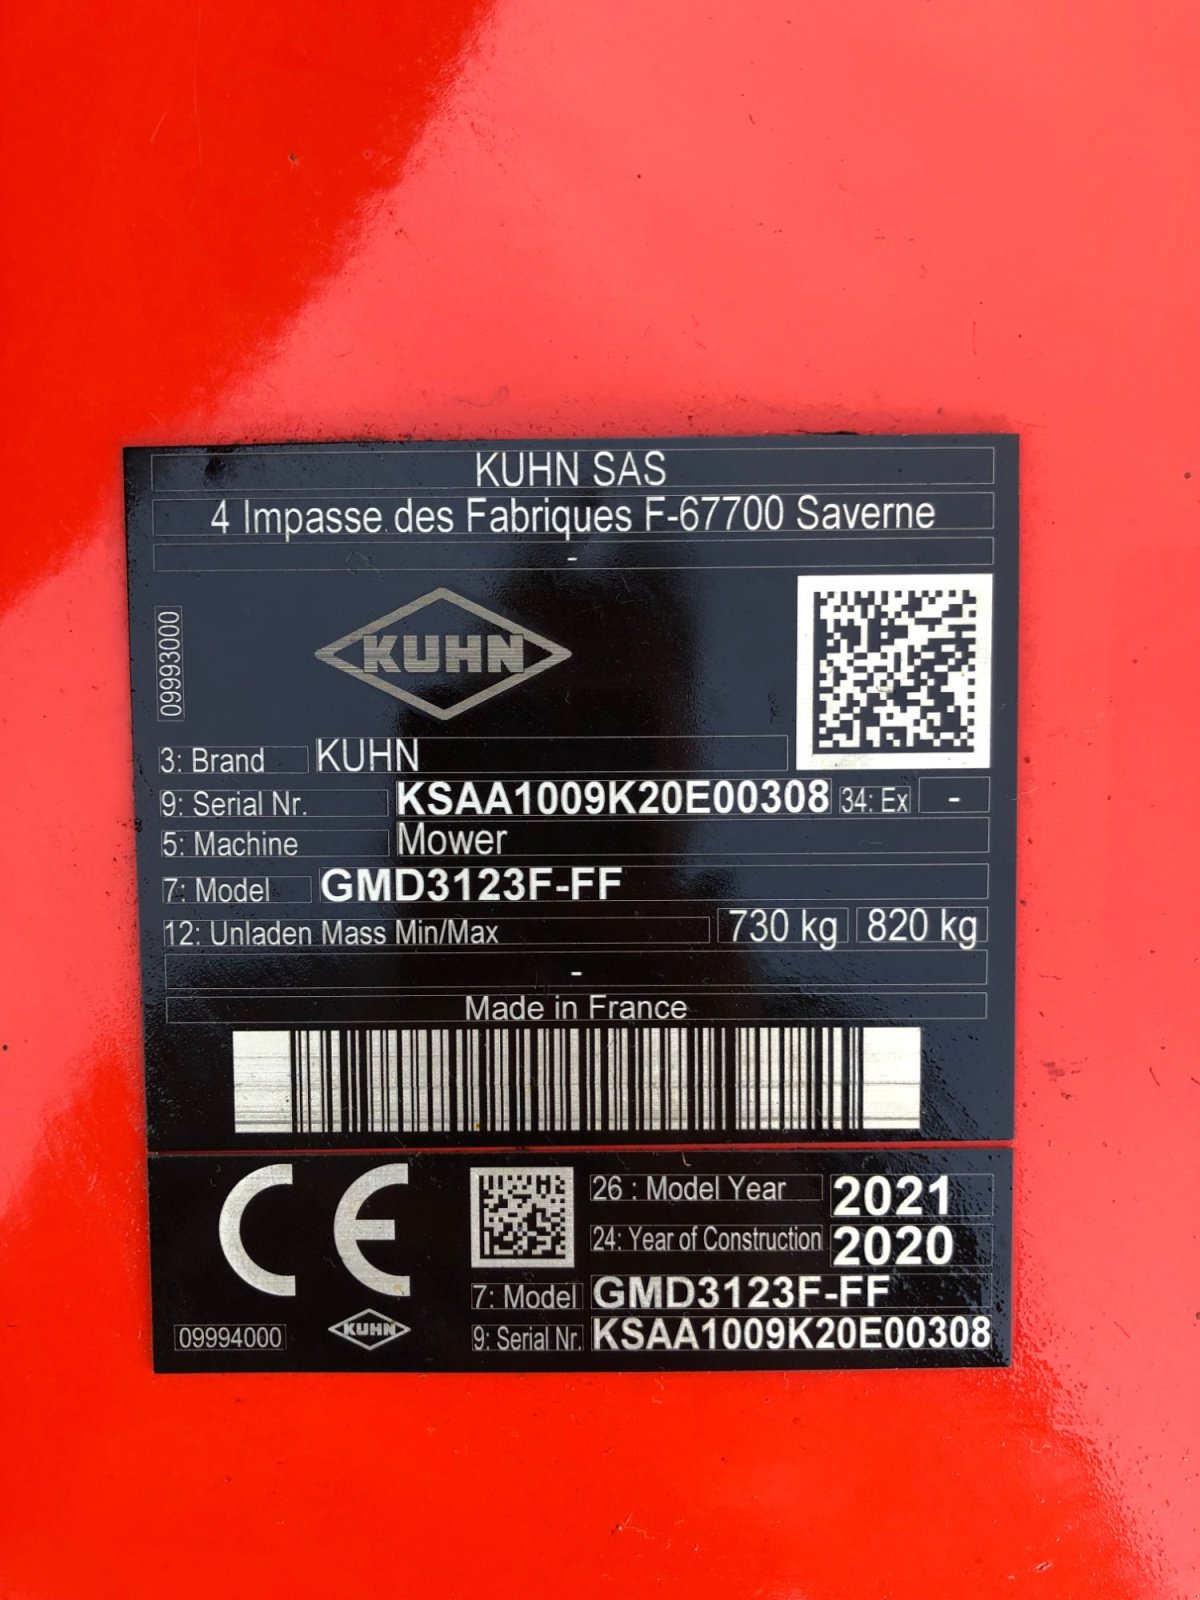 KUHN SAS
4 Impasse des Fabriques F-67700 Saverne
-
09993000
KUHN
3: Brand KUHN
9: Serial Nr. KSAA1009K20E00308 34: Ex -
5: Machine Mower
7: Model GMD3123F-FF
12: Unladen Mass Min/Max 730 kg 820 kg
-
Made in France
CE
26 : Model Year 2021
24: Year of Construction 2020
7: Model GMD3123F-FF
09994000 KUHN 9: Serial Nr. KSAA1009K20E00308